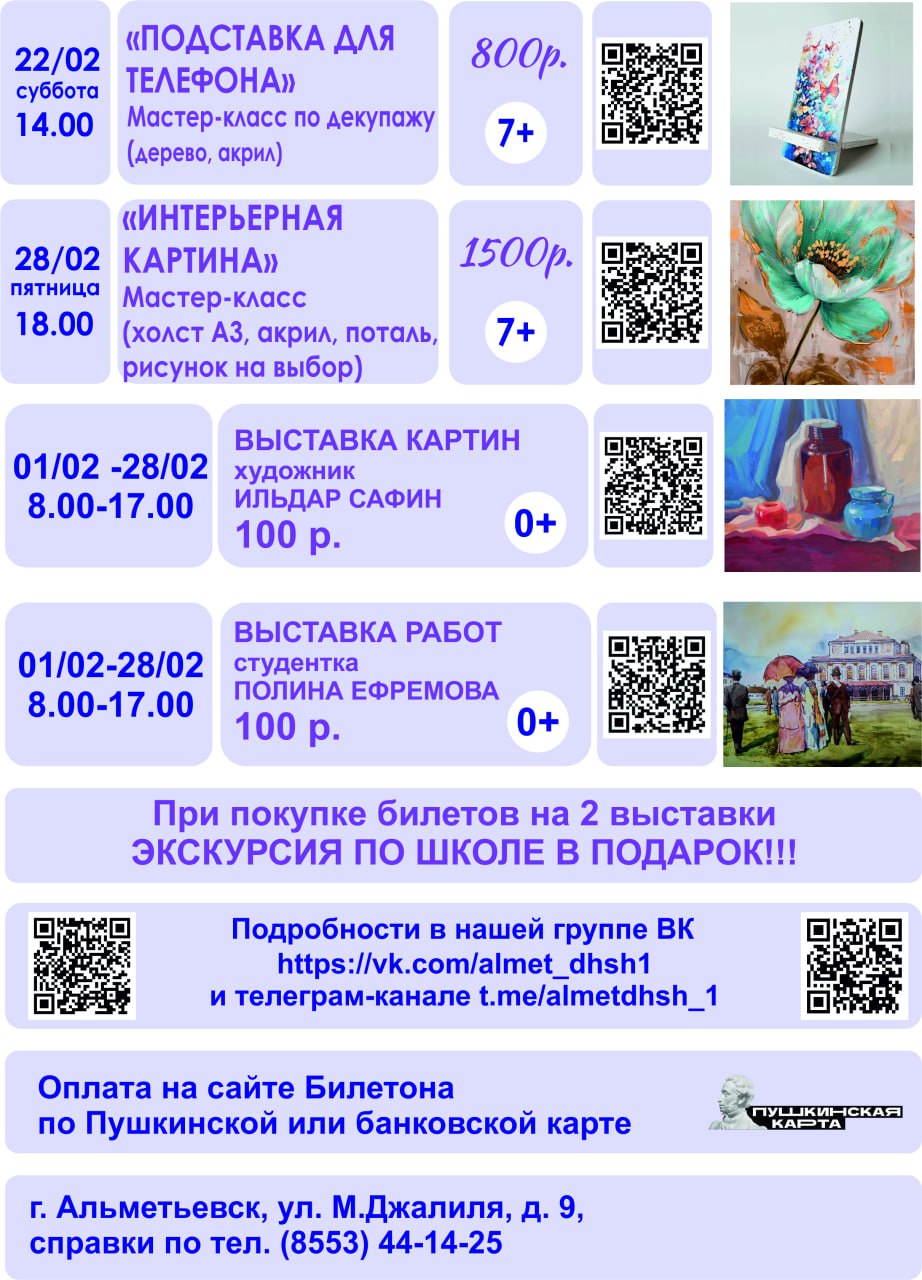 22/02
суббота
14.00
«ПОДСТАВКА ДЛЯ
ТЕЛЕФОНА»
Мастер-класс по декупажу
(дерево, акрил)
800р.
7+
28/02
пятница
18.00
«ИНТЕРЬЕРНАЯ
КАРТИНА»
Мастер-класс
(холст А3, акрил, поталь,
рисунок на выбор)
1500р.
7+
01/02 -28/02
8.00-17.00
ВЫСТАВКА КАРТИН
художник
ИЛЬДАР САФИН
100 р.
0+
01/02-28/02
8.00-17.00
ВЫСТАВКА РАБОТ
студентка
ПОЛИНА ЕФРЕМОВА
100 р.
0+
При покупке билетов на 2 выставки
ЭКСКУРСИЯ ПО ШКОЛЕ В ПОДАРОК!!!
Подробности в нашей группе ВК
https://vk.com/almet_dhsh1
и телеграм-канале t.me/almetdhsh_1
Оплата на сайте Билетона
по Пушкинской или банковской карте
ПУШКИНСКАЯ
КАРТА
г. Альметьевск, ул. М.Джалиля, д. 9,
справки по тел. (8553) 44-14-25